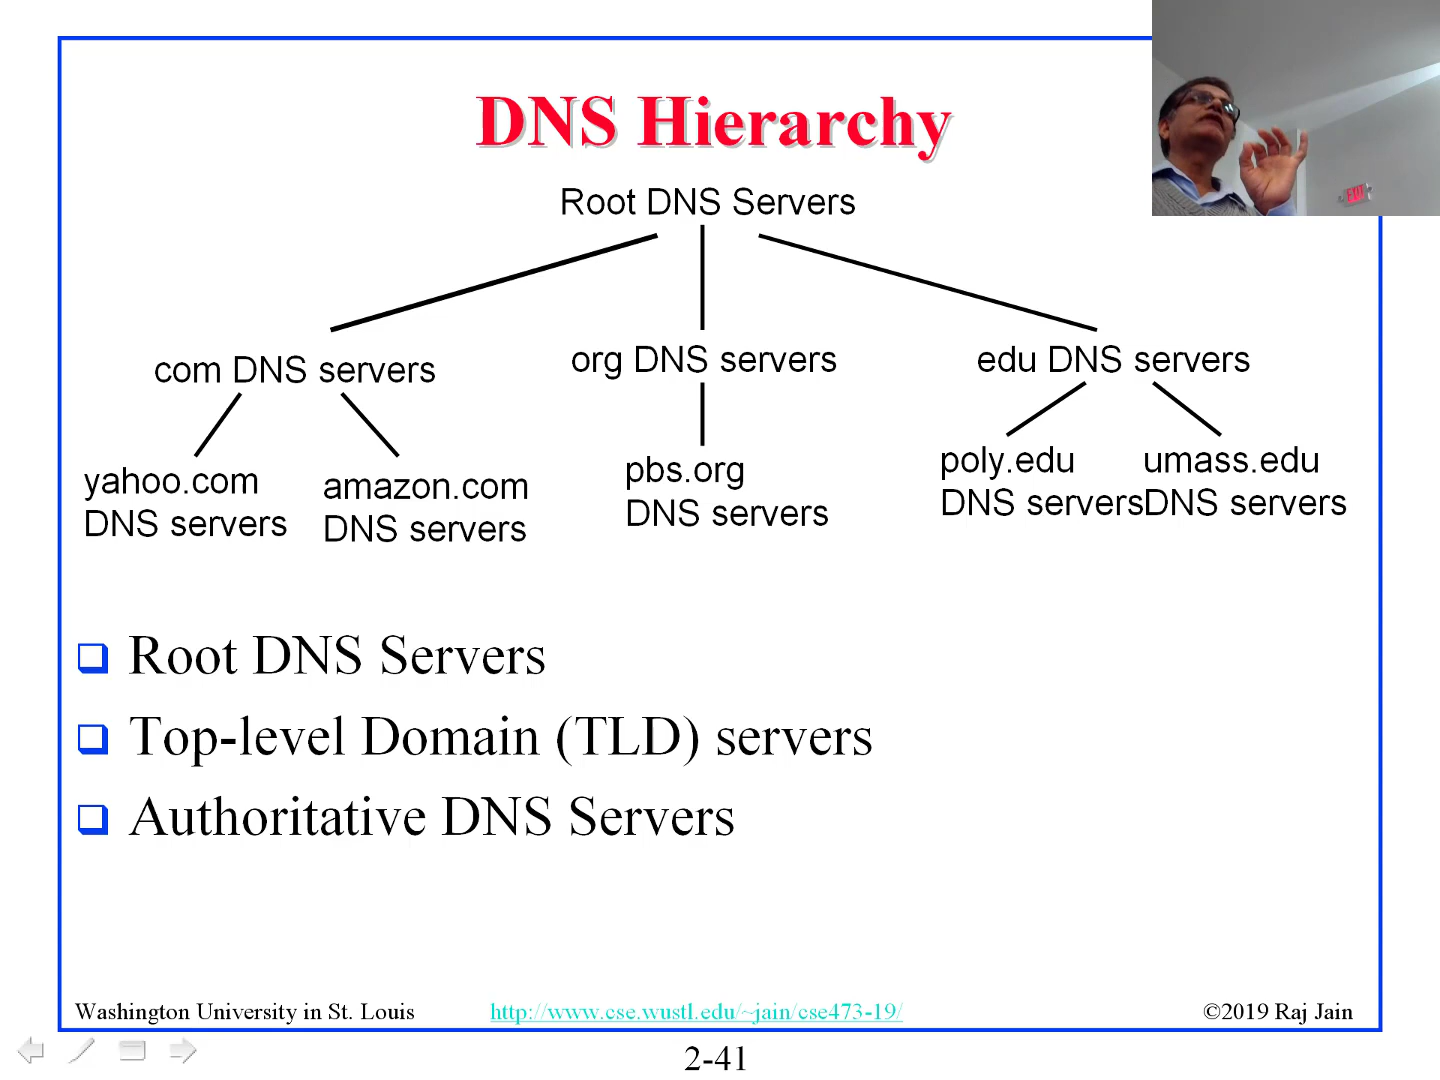 DNS Hierarchy
Root DNS Servers
com DNS servers
org DNS servers
edu DNS servers
yahoo.com
DNS servers
amazon.com
DNS servers
pbs.org
DNS servers
poly.edu
DNS servers
umass.edu
DNS servers
Root DNS Servers
Top-level Domain (TLD) servers
Authoritative DNS Servers
Washington University in St. Louis
http://www.cse.wustl.edu/~jain/cse473-19/
©2019 Raj Jain
2-41
EXIT